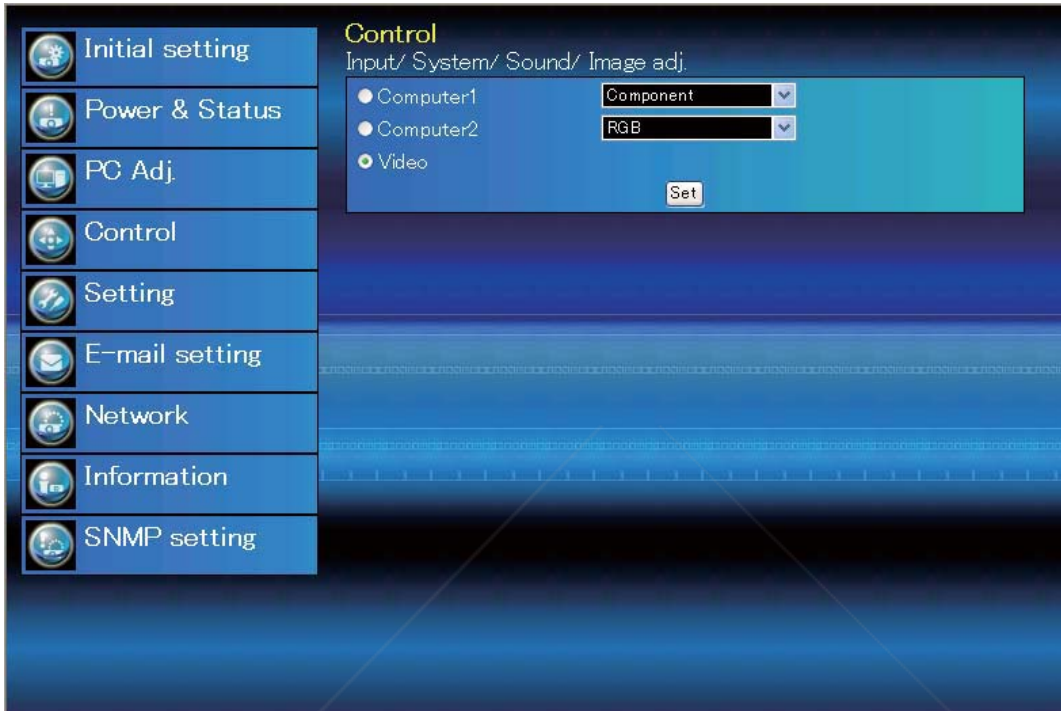 Initial setting
Power & Status
PC Adj.
Control
Setting
E-mail setting
Network
Information
SNMP setting
Control
Input/ System/ Sound/ Image adj.
Computer1 Component
Computer2 RGB
Video
Set